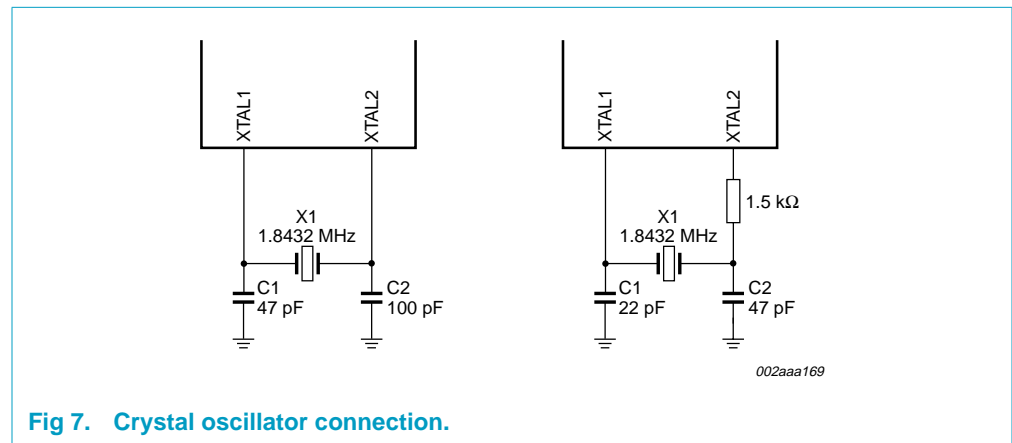 XTAL1
XTAL2
X1
1.8432 MHz
C1
47 pF
C2
100 pF
XTAL1
XTAL2
1.5 kΩ
X1
1.8432 MHz
C1
22 pF
C2
47 pF
002aaa169
Fig 7. Crystal oscillator connection.